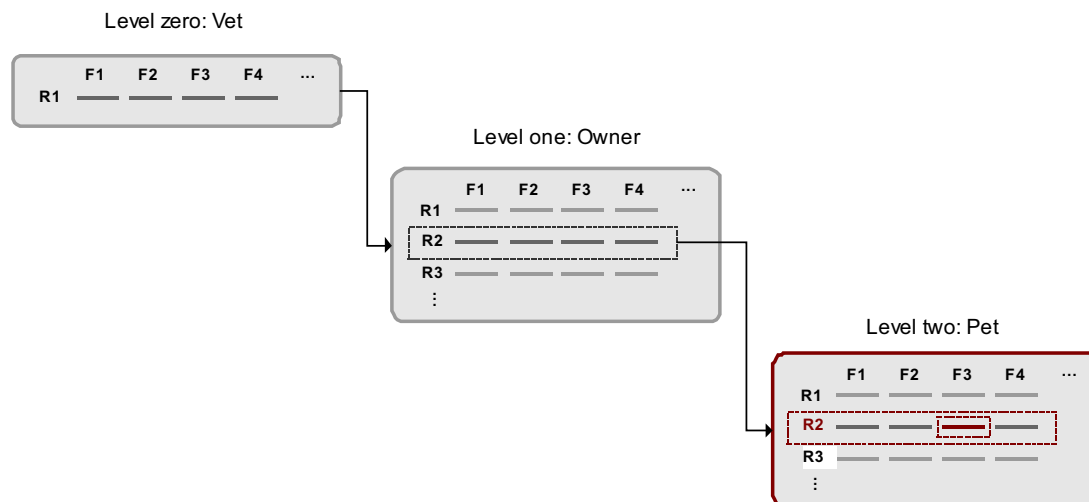 Level zero: Vet
F1 F2 F3 F4 ...
R1
Level one: Owner
F1 F2 F3 F4 ...
R1
R2
R3
⋮
Level two: Pet
F1 F2 F3 F4 ...
R1
R2
R3
⋮